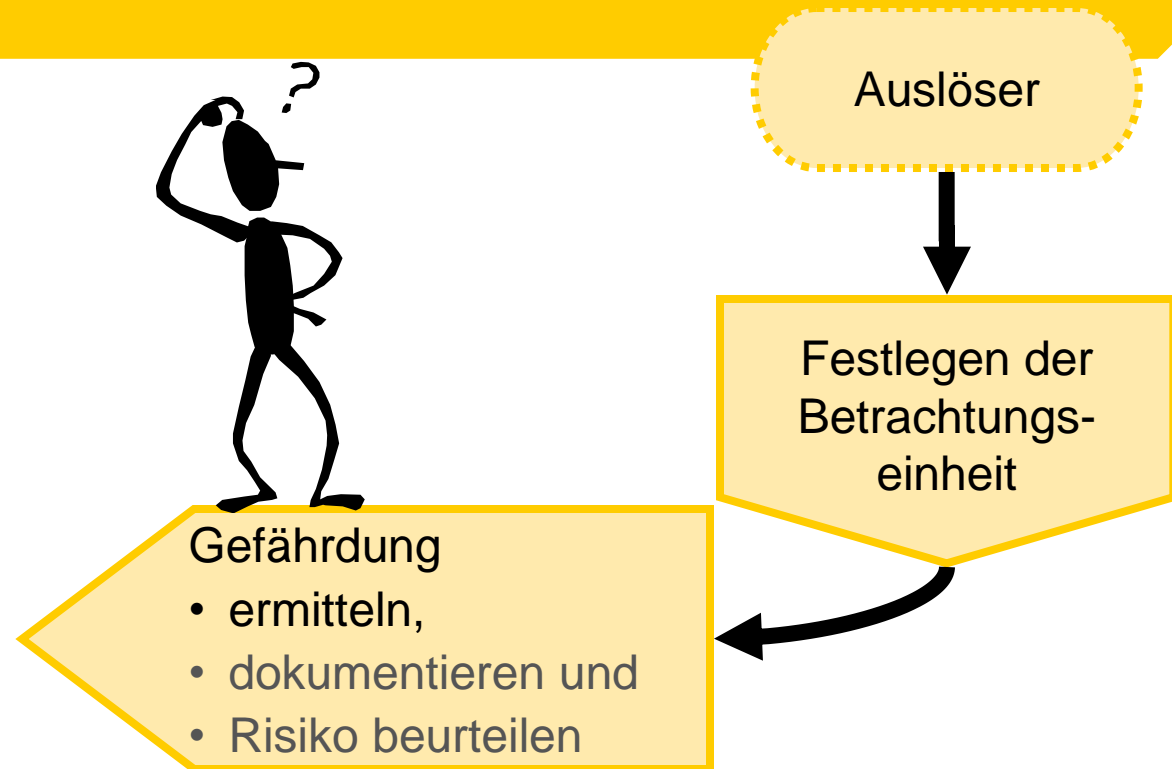 ?
Auslöser
Festlegen der
Betrachtungs-
einheit
Gefährdung
• ermitteln,
• dokumentieren und
• Risiko beurteilen